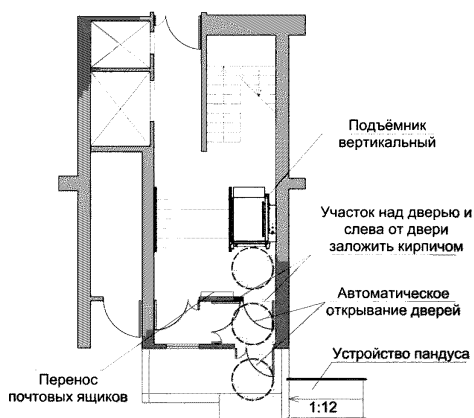 Подъёмник
вертикальный
Участок над дверью и
слева от двери
заложить кирпичом
Автоматическое
открывание дверей
Устройство пандуса
Перенос
почтовых ящиков
1:12